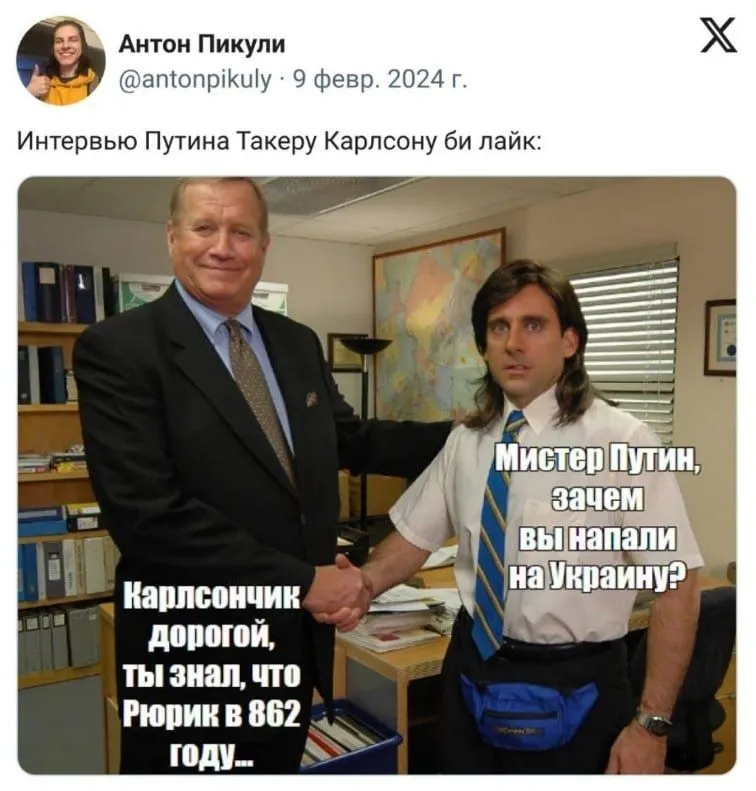 Антон Пикули
@antonpikuly · 9 февр. 2024 г.
Интервью Путина Такеру Карлсону би лайк:
Мистер Путин,
зачем
вы напали
на Украину?
Карлсончик
дорогой,
ты знал, что
Рюрик в 862
году...